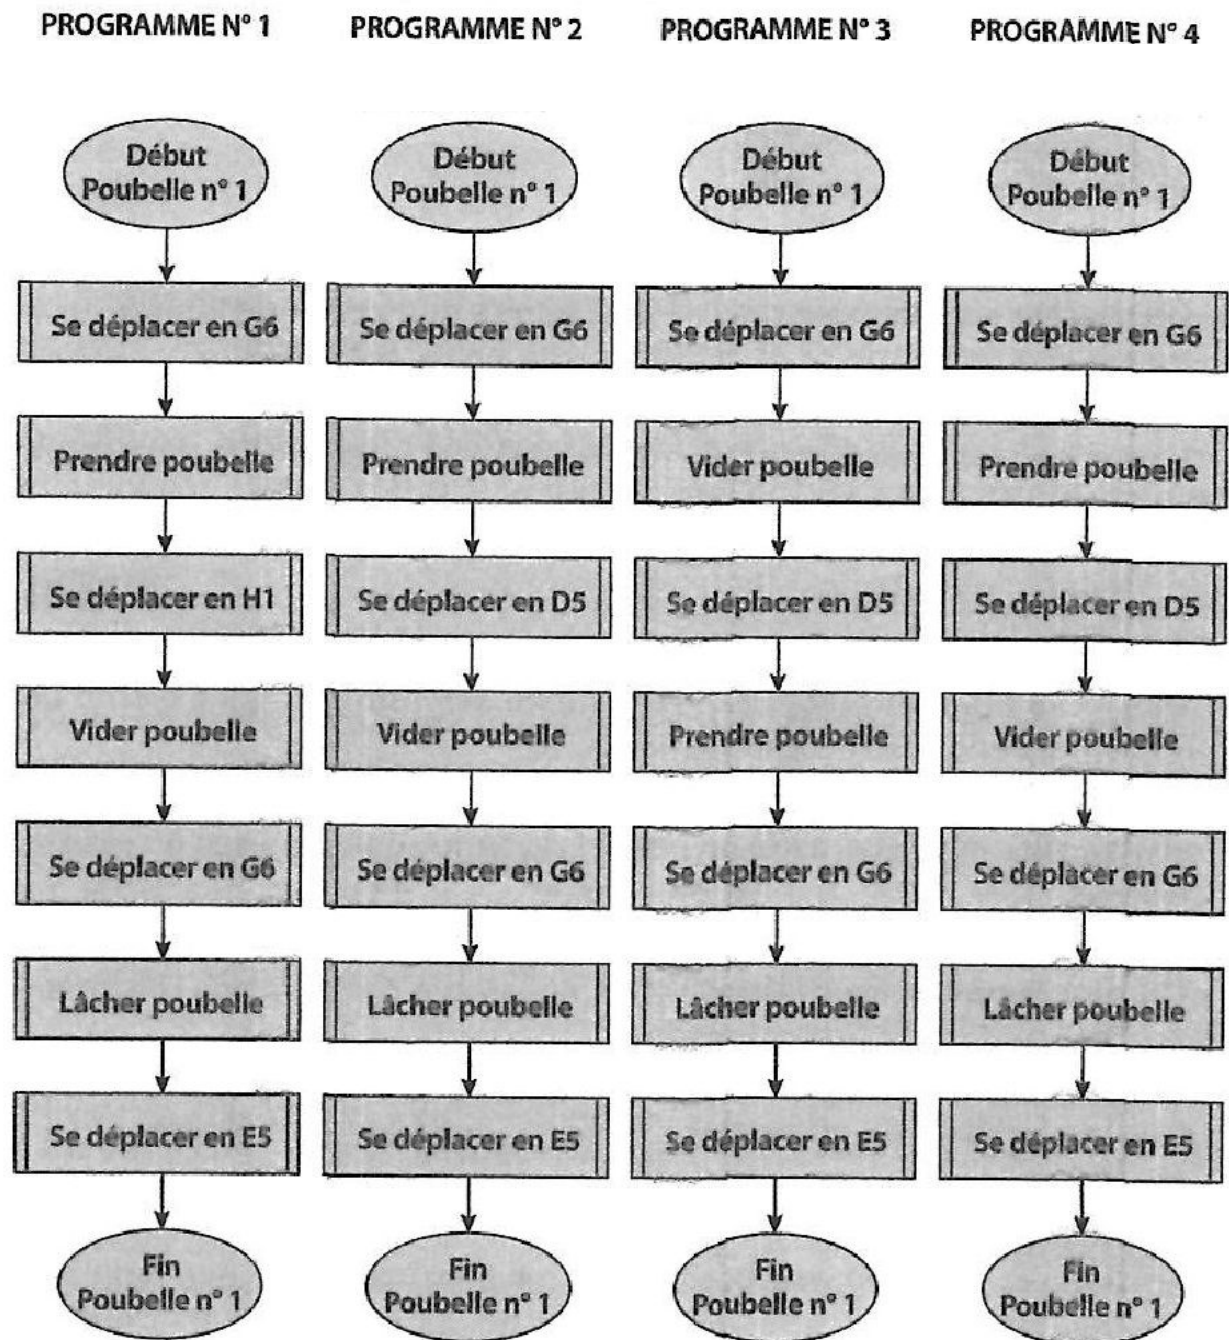 PROGRAMME N° 1
PROGRAMME N° 2
PROGRAMME N° 3
PROGRAMME N° 4
Début
Poubelle n° 1
Se déplacer en G6
Prendre poubelle
Se déplacer en H1
Vider poubelle
Se déplacer en G6
Lâcher poubelle
Se déplacer en E5
Fin
Poubelle n° 1
Début
Poubelle n° 1
Se déplacer en G6
Prendre poubelle
Se déplacer en D5
Vider poubelle
Se déplacer en G6
Lâcher poubelle
Se déplacer en E5
Fin
Poubelle n° 1
Début
Poubelle n° 1
Se déplacer en G6
Vider poubelle
Se déplacer en D5
Prendre poubelle
Se déplacer en G6
Lâcher poubelle
Se déplacer en E5
Fin
Poubelle n° 1
Début
Poubelle n° 1
Se déplacer en G6
Prendre poubelle
Se déplacer en D5
Vider poubelle
Se déplacer en G6
Lâcher poubelle
Se déplacer en E5
Fin
Poubelle n° 1